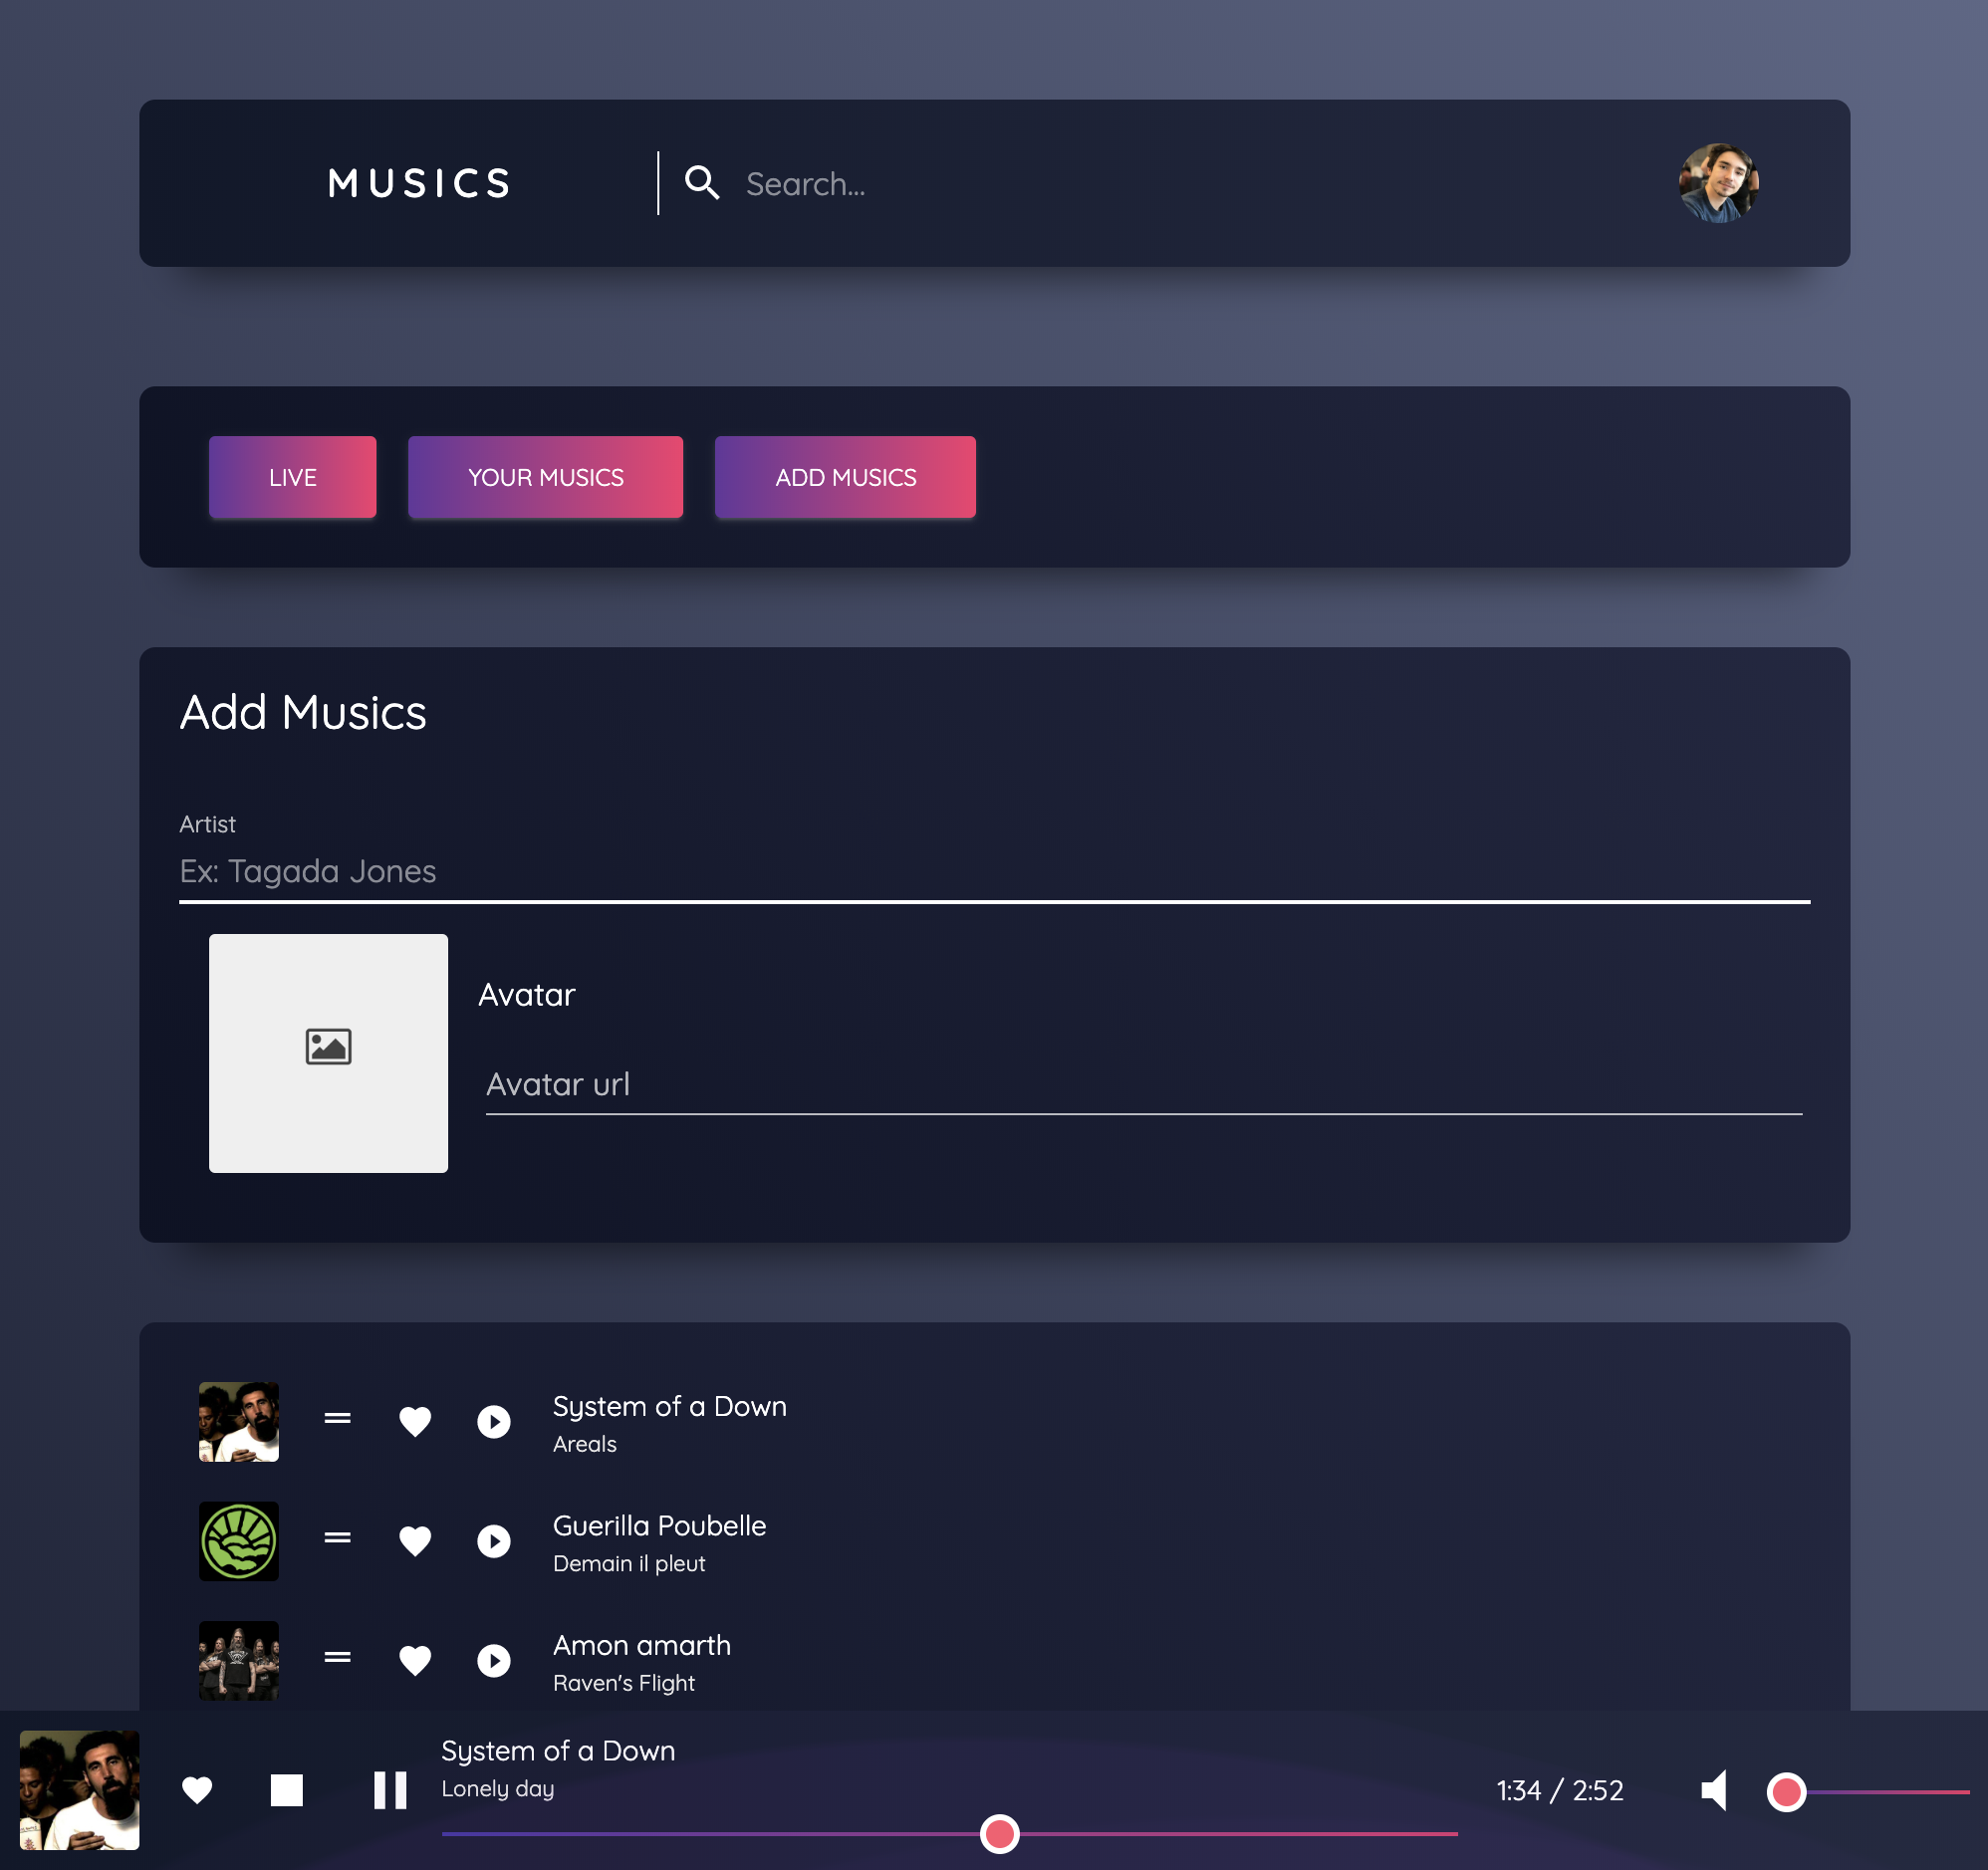 MUSICS
Search...
LIVE
YOUR MUSICS
ADD MUSICS
Add Musics
Artist
Ex: Tagada Jones
Avatar
Avatar url
System of a Down
Areals
Guerilla Poubelle
Demain il pleut
Amon amarth
Raven's Flight
System of a Down
Lonely day
1:34 / 2:52